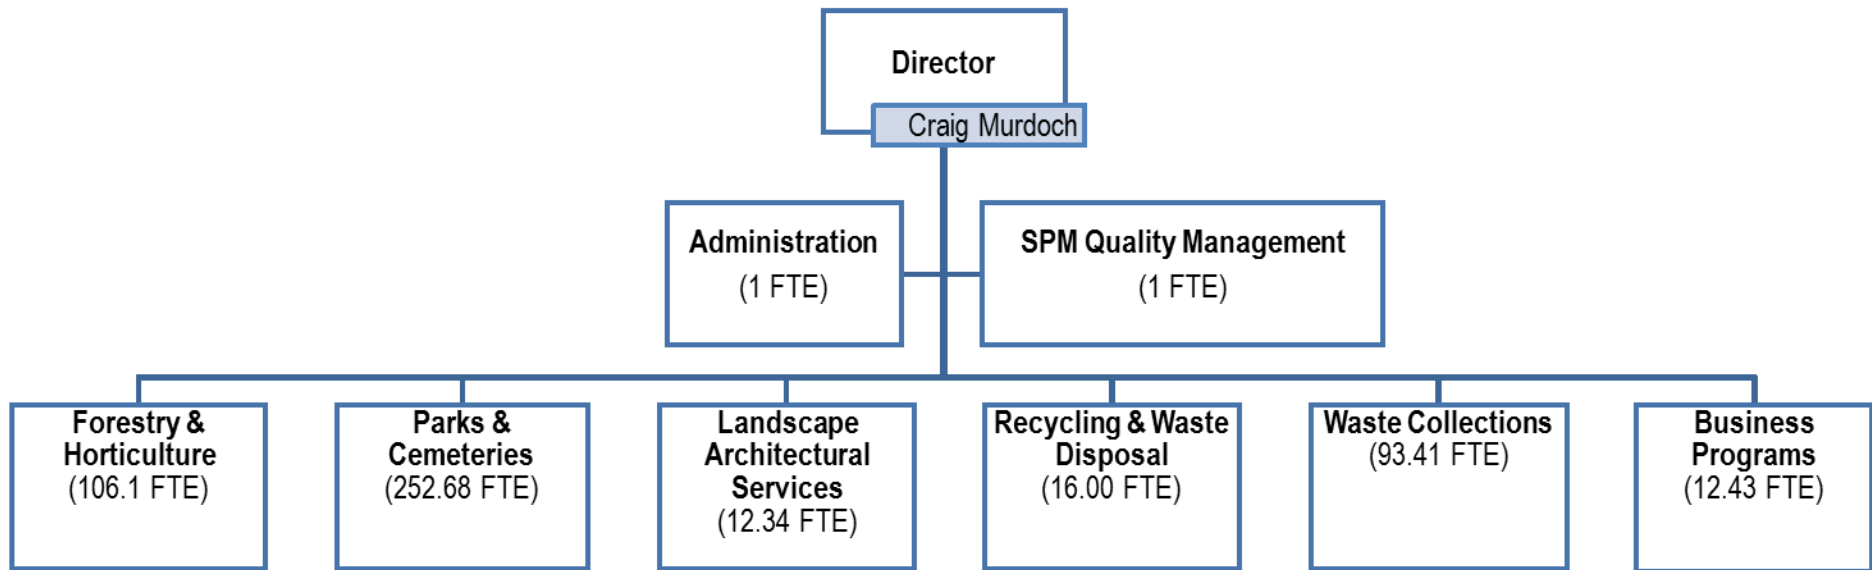 Director
Craig Murdoch
Administration
(1 FTE)
SPM Quality Management
(1 FTE)
Forestry &
Horticulture
(106.1 FTE)
Parks &
Cemeteries
(252.68 FTE)
Landscape
Architectural
Services
(12.34 FTE)
Recycling & Waste
Disposal
(16.00 FTE)
Waste Collections
(93.41 FTE)
Business
Programs
(12.43 FTE)